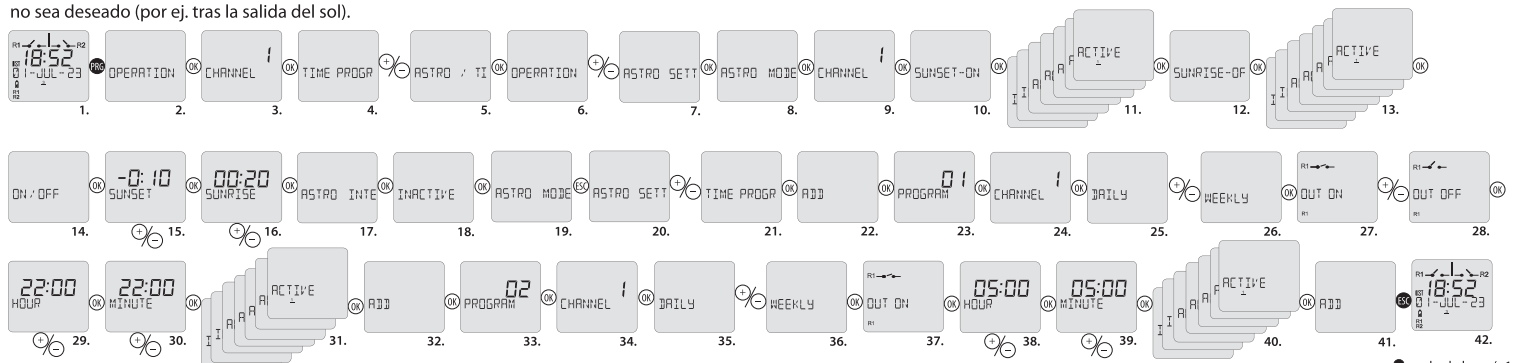 no sea deseado (por ej. tras la salida del sol).
R1 R2
18:52
01-JUL-23
R1
R2
PRG
OPERATION
OK
CHANNEL 1
OK
TIME PROGR
+/-
ASTRO / TI
OK
OPERATION
+/-
ASTRO SETT
OK
ASTRO MODE
OK
CHANNEL 1
OK
SUNSET-ON
OK
ACTIVE
OK
SUNRISE-OF
OK
ACTIVE
OK
1. 2. 3. 4. 5. 6. 7. 8. 9. 10. 11. 12. 13.
ON/OFF
OK
-0:10
SUNSET
OK
00:20
SUNRISE
OK
ASTRO INTE
OK
INACTIVE
OK
ASTRO MODE
ESC
ASTRO SETT
+/-
TIME PROGR
OK
ADD
OK
PROGRAM 01
OK
CHANNEL 1
OK
DAILY
+/-
WEEKLY
OK
R1
OUT ON
R1
+/-
R1
OUT OFF
R1
OK
14. 15. 16. 17. 18. 19. 20. 21. 22. 23. 24. 25. 26. 27. 28.
+/- +/-
22:00
HOUR
OK
22:00
MINUTE
OK
ACTIVE
OK
ADD
OK
PROGRAM 02
OK
CHANNEL 1
OK
DAILY
+/-
WEEKLY
OK
R1
OUT ON
R1
OK
05:00
HOUR
OK
05:00
MINUTE
OK
ACTIVE
OK
ADD
ESC
R1 R2
18:52
01-JUL-23
R1
R2
29. 30. 31. 32. 33. 34. 35. 36. 37. 38. 39. 40. 41. 42.
+/- +/- +/- +/-